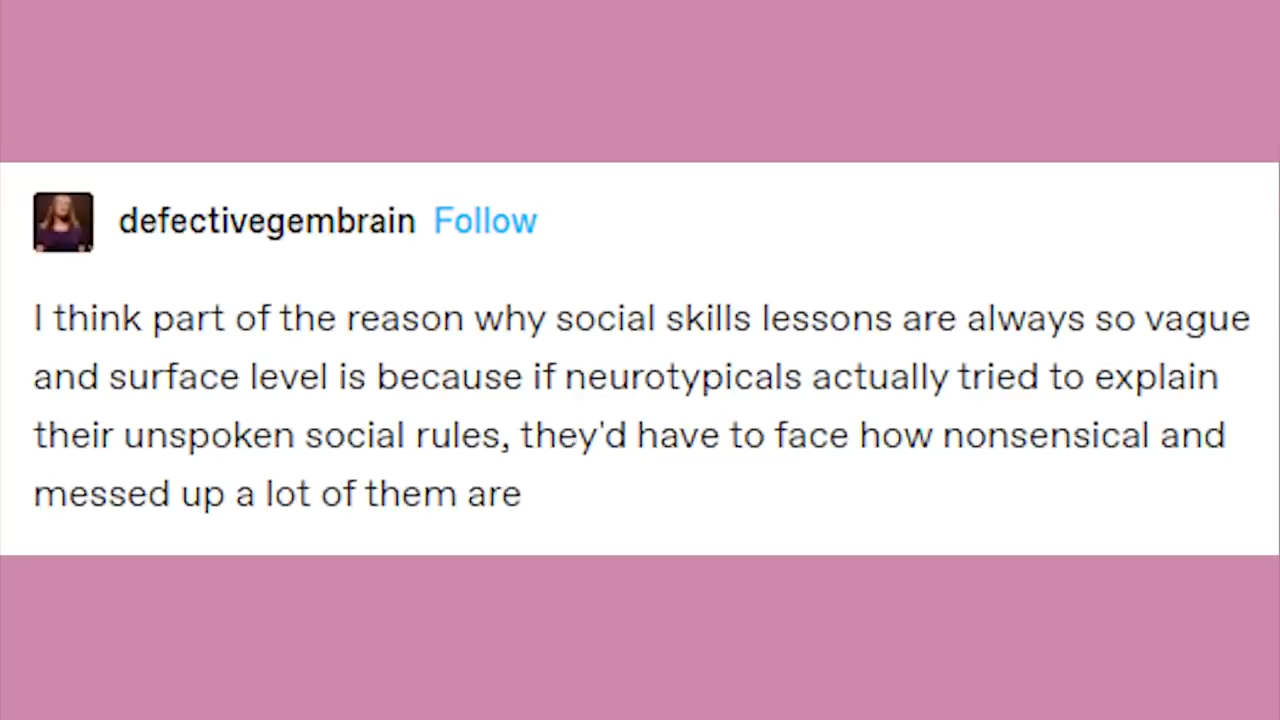 defectivegembrain Follow
I think part of the reason why social skills lessons are always so vague
and surface level is because if neurotypicals actually tried to explain
their unspoken social rules, they'd have to face how nonsensical and
messed up a lot of them are